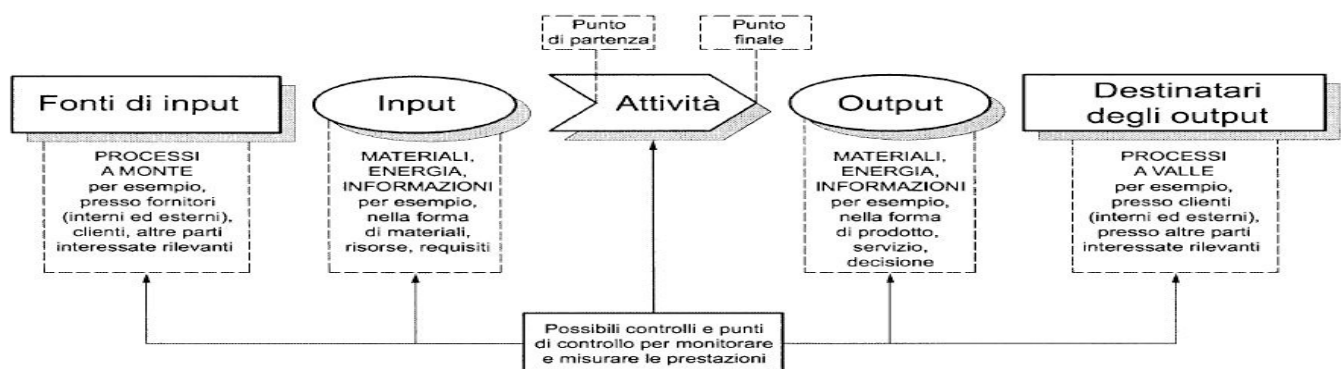 Punto
di partenza
Punto
finale
Fonti di input
Input
Attività
Output
Destinatari
degli output
PROCESSI
A MONTE
per esempio,
presso fornitori
(interni ed esterni),
clienti, altre parti
interessate rilevanti
MATERIALI,
ENERGIA,
INFORMAZIONI
per esempio,
nella forma
di materiali,
risorse, requisiti
MATERIALI,
ENERGIA,
INFORMAZIONI
per esempio,
nella forma
di prodotto,
servizio,
decisione
PROCESSI
A VALLE
per esempio,
presso clienti
(interni ed esterni),
presso altre parti
interessate rilevanti
Possibili controlli e punti
di controllo per monitorare
e misurare le prestazioni